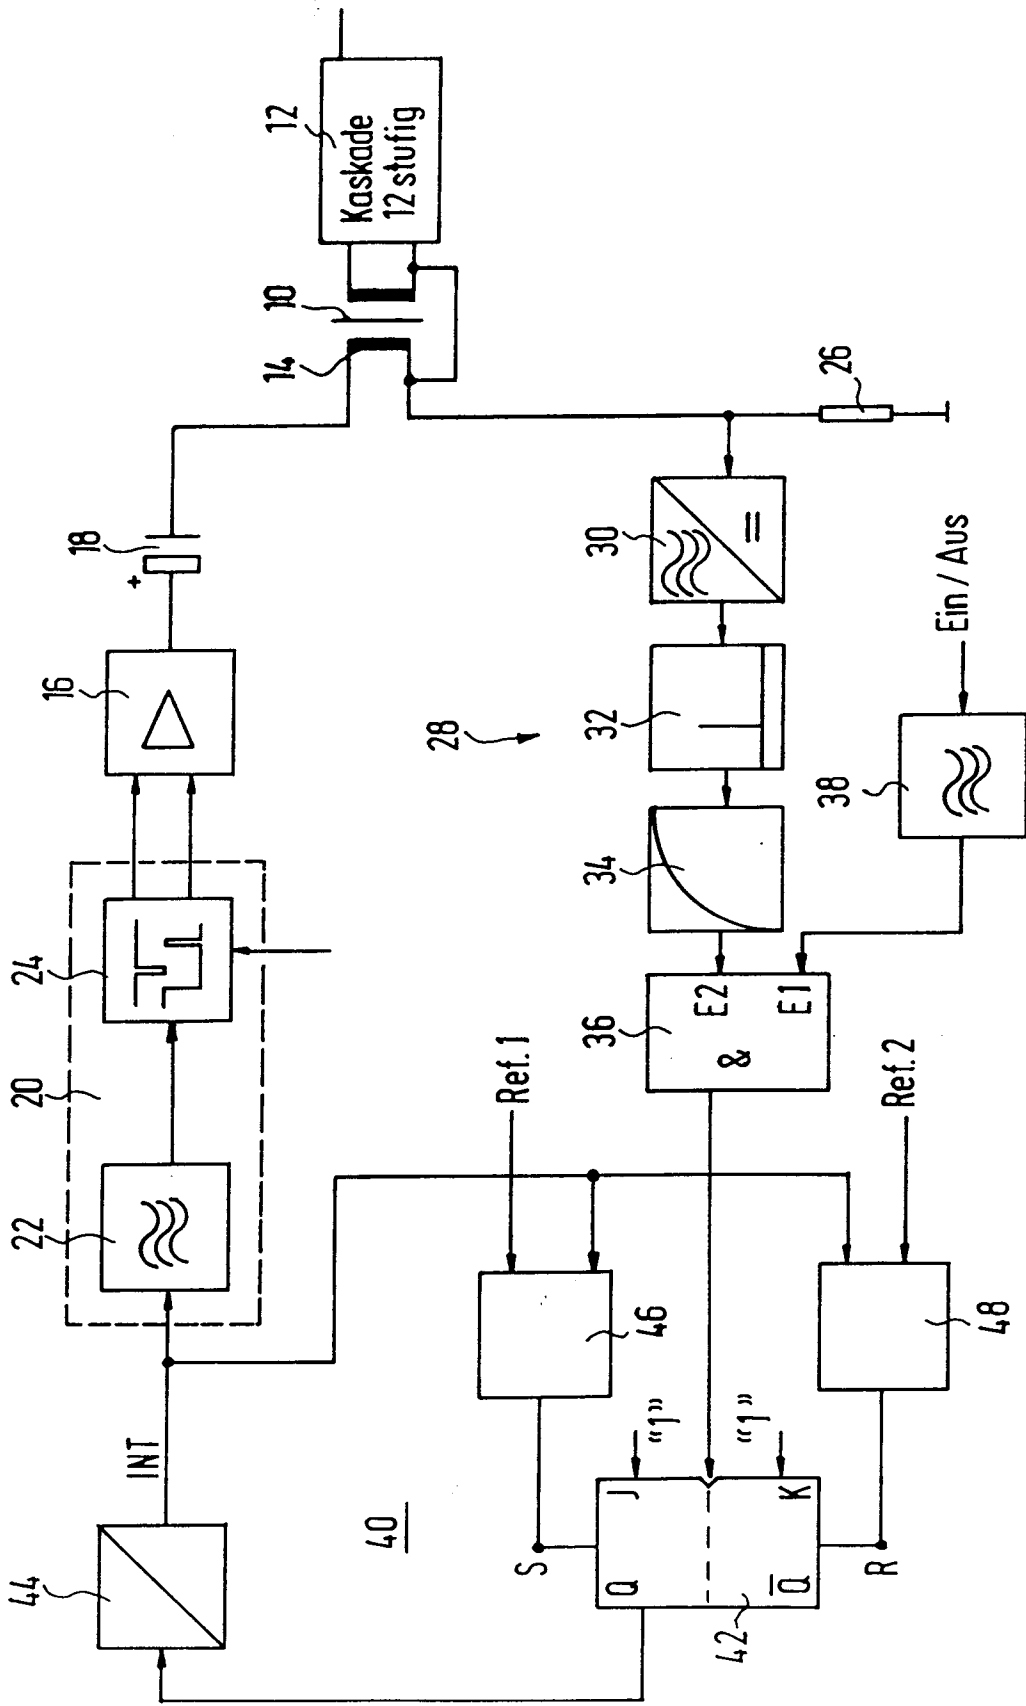 44
INT
22
20
24
16
+
18
14
10
12
Kaskade
12 stufig
40
28
S
Q
J
"1"
46
Ref. 1
36
&
E2
E1
34
32
30
=
26
42
Q̅
K
"1"
R
48
Ref. 2
38
Ein / Aus